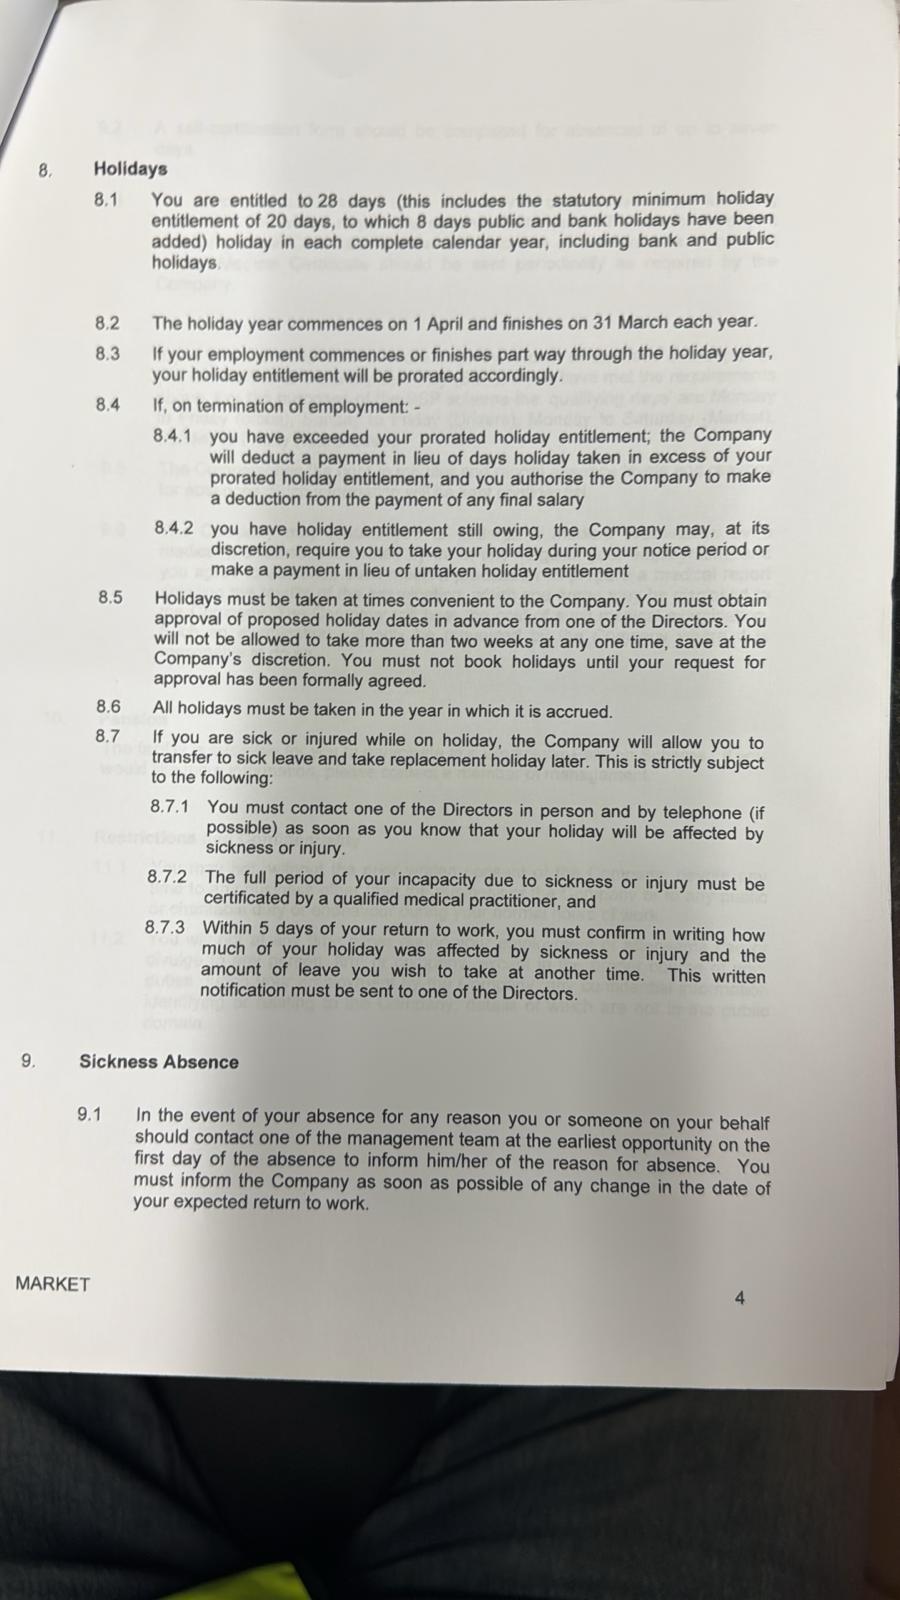 8. Holidays
8.1 You are entitled to 28 days (this includes the statutory minimum holiday
entitlement of 20 days, to which 8 days public and bank holidays have been
added) holiday in each complete calendar year, including bank and public
holidays.
8.2 The holiday year commences on 1 April and finishes on 31 March each year.
8.3 If your employment commences or finishes part way through the holiday year,
your holiday entitlement will be prorated accordingly.
8.4 If, on termination of employment: -
8.4.1 you have exceeded your prorated holiday entitlement; the Company
will deduct a payment in lieu of days holiday taken in excess of your
prorated holiday entitlement, and you authorise the Company to make
a deduction from the payment of any final salary
8.4.2 you have holiday entitlement still owing, the Company may, at its
discretion, require you to take your holiday during your notice period or
make a payment in lieu of untaken holiday entitlement
8.5 Holidays must be taken at times convenient to the Company. You must obtain
approval of proposed holiday dates in advance from one of the Directors. You
will not be allowed to take more than two weeks at any one time, save at the
Company's discretion. You must not book holidays until your request for
approval has been formally agreed.
8.6 All holidays must be taken in the year in which it is accrued.
8.7 If you are sick or injured while on holiday, the Company will allow you to
transfer to sick leave and take replacement holiday later. This is strictly subject
to the following:
8.7.1 You must contact one of the Directors in person and by telephone (if
possible) as soon as you know that your holiday will be affected by
sickness or injury.
8.7.2 The full period of your incapacity due to sickness or injury must be
certificated by a qualified medical practitioner, and
8.7.3 Within 5 days of your return to work, you must confirm in writing how
much of your holiday was affected by sickness or injury and the
amount of leave you wish to take at another time. This written
notification must be sent to one of the Directors.
9. Sickness Absence
9.1 In the event of your absence for any reason you or someone on your behalf
should contact one of the management team at the earliest opportunity on the
first day of the absence to inform him/her of the reason for absence. You
must inform the Company as soon as possible of any change in the date of
your expected return to work.
MARKET
4